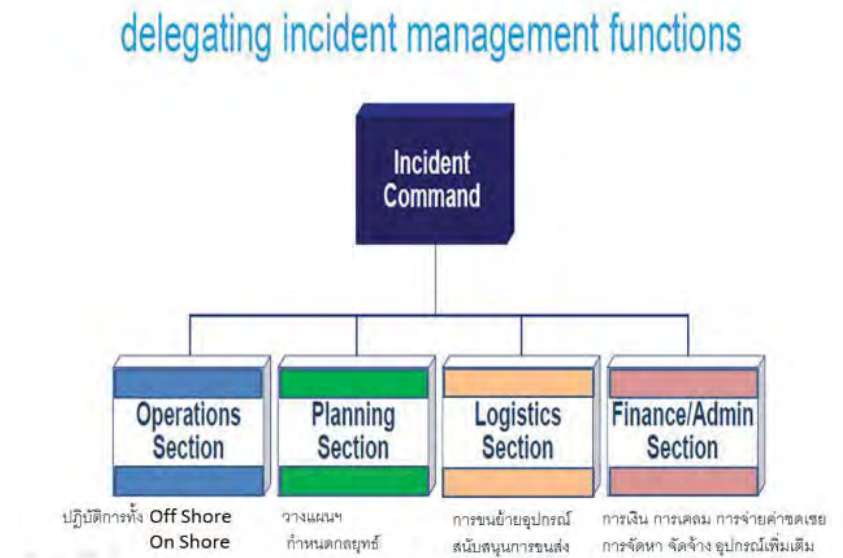 delegating incident management functions
Incident
Command
Operations
Section
Planning
Section
Logistics
Section
Finance/Admin
Section
ปฏิบัติการทั้ง Off Shore
On Shore
วางแผนฯ
กำหนดกลยุทธ์
การขนย้ายอุปกรณ์
สนับสนุนการขนส่ง
การเงิน การเคลม การจ่ายค่าชดเชย
การจัดหา จัดจ้าง อุปกรณ์เพิ่มเติม